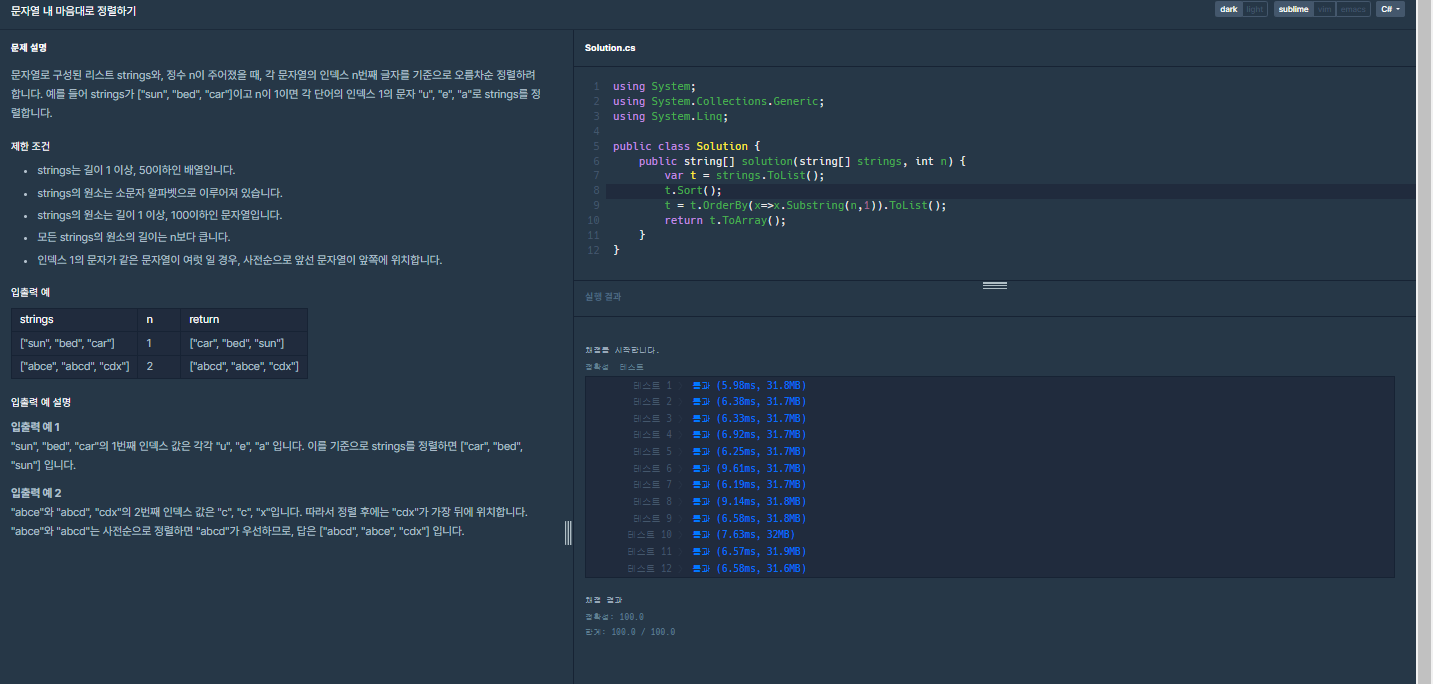 문자열 내 마음대로 정렬하기
dark light sublime vim emacs C#
문제 설명
문자열로 구성된 리스트 strings와, 정수 n이 주어졌을 때, 각 문자열의 인덱스 n번째 글자를 기준으로 오름차순 정렬하려
합니다. 예를 들어 strings가 ["sun", "bed", "car"]이고 n이 1이면 각 단어의 인덱스 1의 문자 "u", "e", "a"로 strings를 정
렬합니다.
제한 조건
• strings는 길이 1 이상, 50이하인 배열입니다.
• strings의 원소는 소문자 알파벳으로 이루어져 있습니다.
• strings의 원소는 길이 1 이상, 100이하인 문자열입니다.
• 모든 strings의 원소의 길이는 n보다 큽니다.
• 인덱스 1의 문자가 같은 문자열이 여럿 일 경우, 사전순으로 앞선 문자열이 앞쪽에 위치합니다.
입출력 예
strings n return
["sun", "bed", "car"] 1 ["car", "bed", "sun"]
["abce", "abcd", "cdx"] 2 ["abcd", "abce", "cdx"]
입출력 예 설명
입출력 예 1
"sun", "bed", "car"의 1번째 인덱스 값은 각각 "u", "e", "a" 입니다. 이를 기준으로 strings를 정렬하면 ["car", "bed",
"sun"] 입니다.
입출력 예 2
"abce"와 "abcd", "cdx"의 2번째 인덱스 값은 "c", "c", "x"입니다. 따라서 정렬 후에는 "cdx"가 가장 뒤에 위치합니다.
"abce"와 "abcd"는 사전순으로 정렬하면 "abcd"가 우선하므로, 답은 ["abcd", "abce", "cdx"] 입니다.
Solution.cs
1 using System;
2 using System.Collections.Generic;
3 using System.Linq;
4
5 public class Solution {
6 public string[] solution(string[] strings, int n) {
7 var t = strings.ToList();
8 t.Sort();
9 t = t.OrderBy(x=>x.Substring(n,1)).ToList();
10 return t.ToArray();
11 }
12 }
실행 결과
채점을 시작합니다.
정확성 테스트
테스트 1 통과 (5.98ms, 31.8MB)
테스트 2 통과 (6.38ms, 31.7MB)
테스트 3 통과 (6.33ms, 31.7MB)
테스트 4 통과 (6.92ms, 31.7MB)
테스트 5 통과 (6.25ms, 31.7MB)
테스트 6 통과 (9.61ms, 31.7MB)
테스트 7 통과 (6.19ms, 31.7MB)
테스트 8 통과 (9.14ms, 31.8MB)
테스트 9 통과 (6.58ms, 31.8MB)
테스트 10 통과 (7.63ms, 32MB)
테스트 11 통과 (6.57ms, 31.9MB)
테스트 12 통과 (6.58ms, 31.6MB)
채점 결과
정확성: 100.0
합계: 100.0 / 100.0